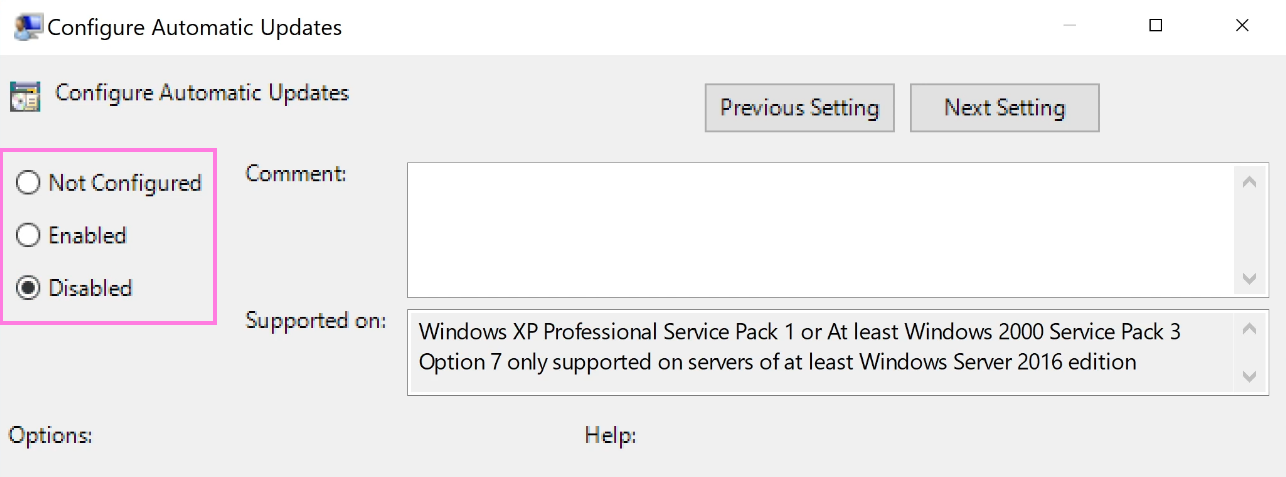 Configure Automatic Updates
Configure Automatic Updates
Previous Setting
Next Setting
Not Configured
Enabled
Disabled
Comment:
Supported on:
Windows XP Professional Service Pack 1 or At least Windows 2000 Service Pack 3
Option 7 only supported on servers of at least Windows Server 2016 edition
Options:
Help: